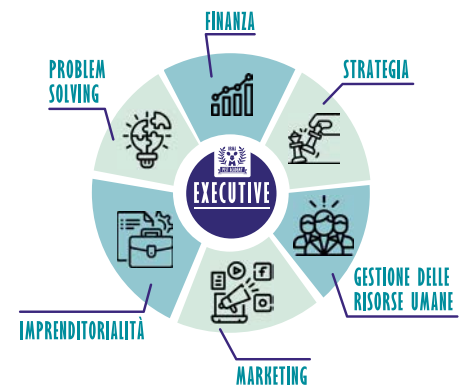 FINANZA
PROBLEM
SOLVING
STRATEGIA
EXECUTIVE
GESTIONE DELLE
RISORSE UMANE
IMPRENDITORIALITÀ
MARKETING